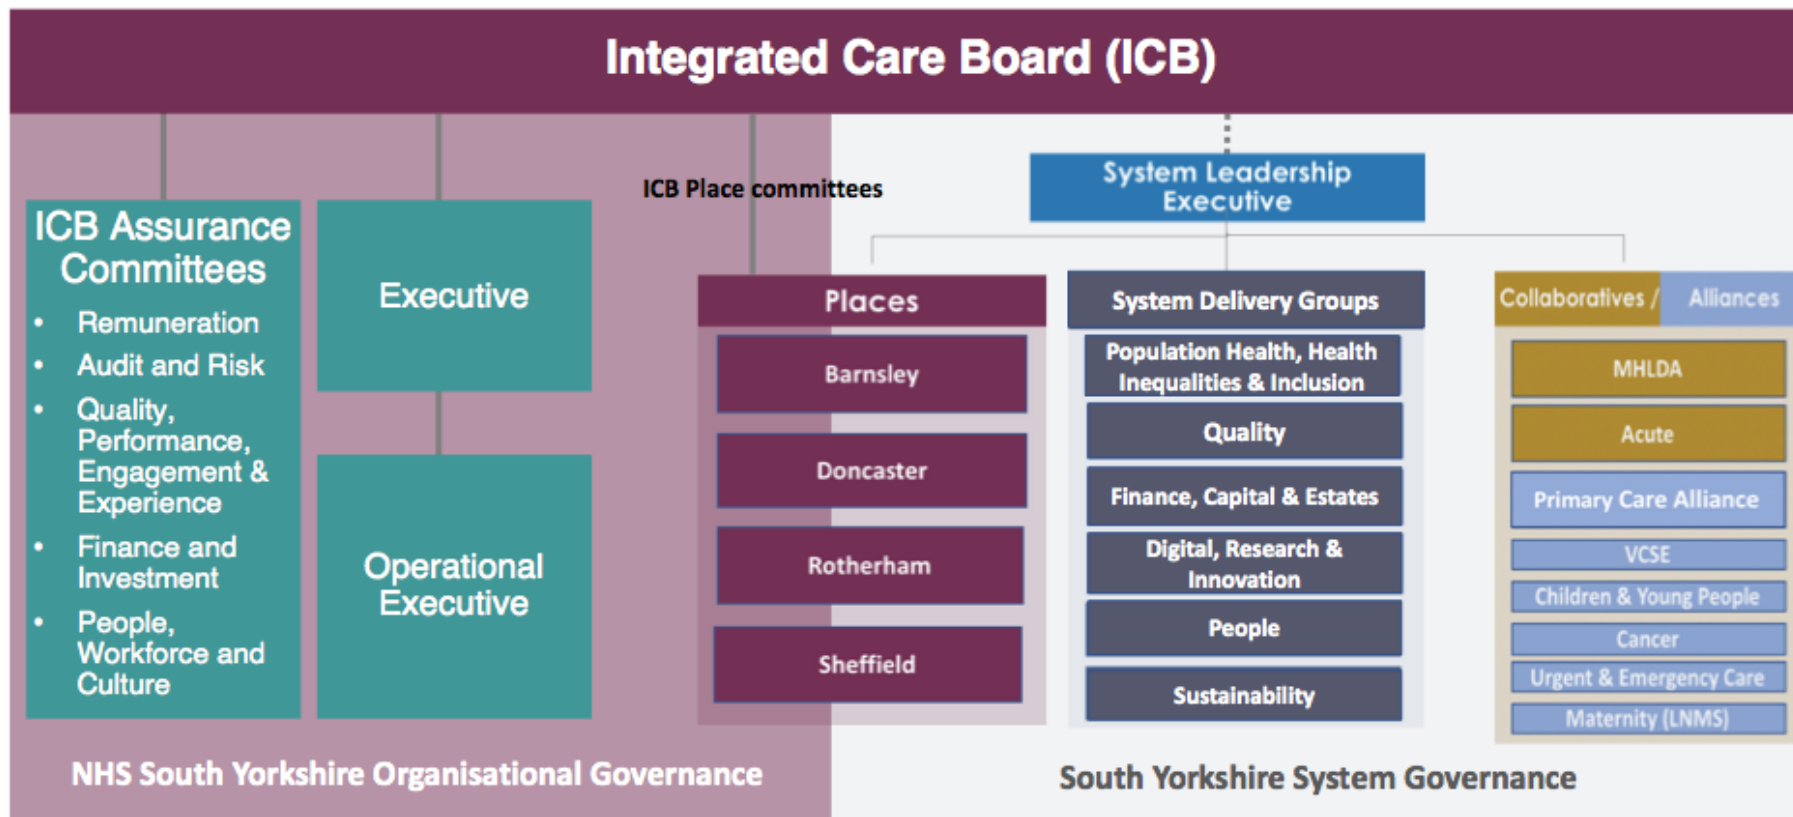 Integrated Care Board (ICB)
ICB Assurance
Committees
• Remuneration
• Audit and Risk
• Quality,
Performance,
Engagement &
Experience
• Finance and
Investment
• People,
Workforce and
Culture
Executive
Operational
Executive
ICB Place committees
Places
Barnsley
Doncaster
Rotherham
Sheffield
System Leadership
Executive
System Delivery Groups
Population Health, Health
Inequalities & Inclusion
Quality
Finance, Capital & Estates
Digital, Research &
Innovation
People
Sustainability
Collaboratives / Alliances
MHLDA
Acute
Primary Care Alliance
VCSE
Children & Young People
Cancer
Urgent & Emergency Care
Maternity (LNMS)
NHS South Yorkshire Organisational Governance
South Yorkshire System Governance